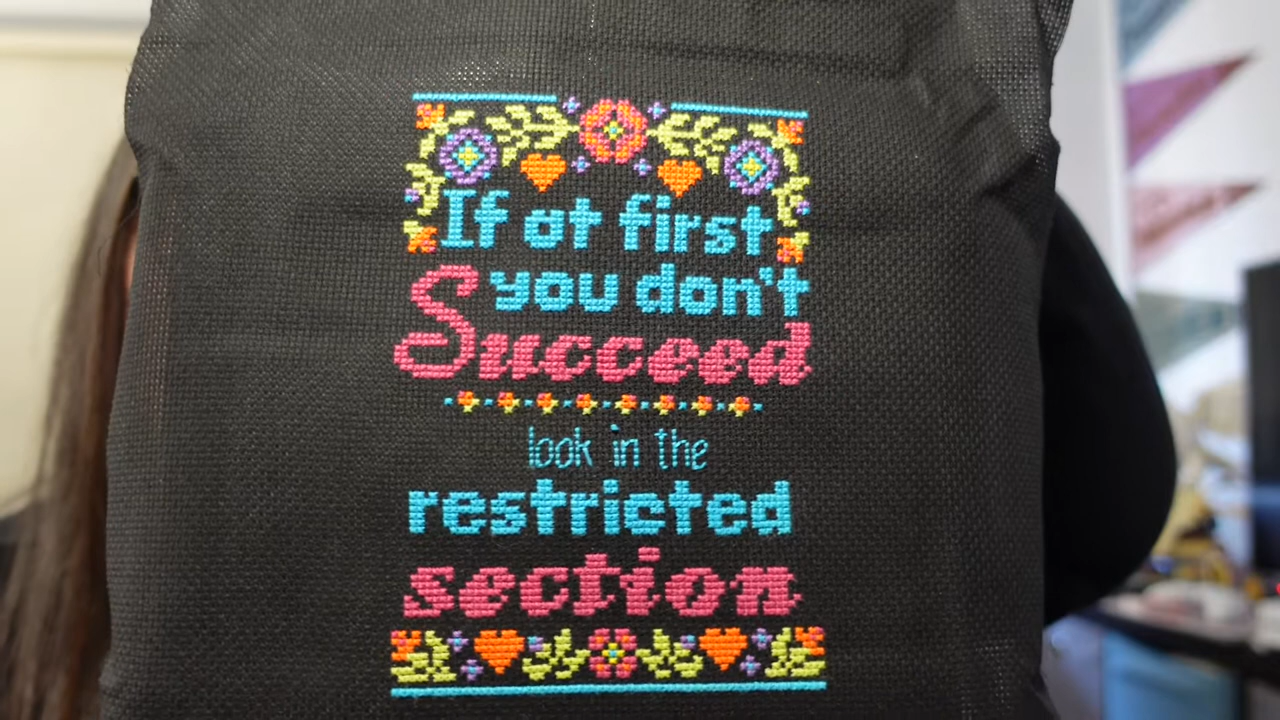 If at first
you don't
Succeed
look in the
restricted
section